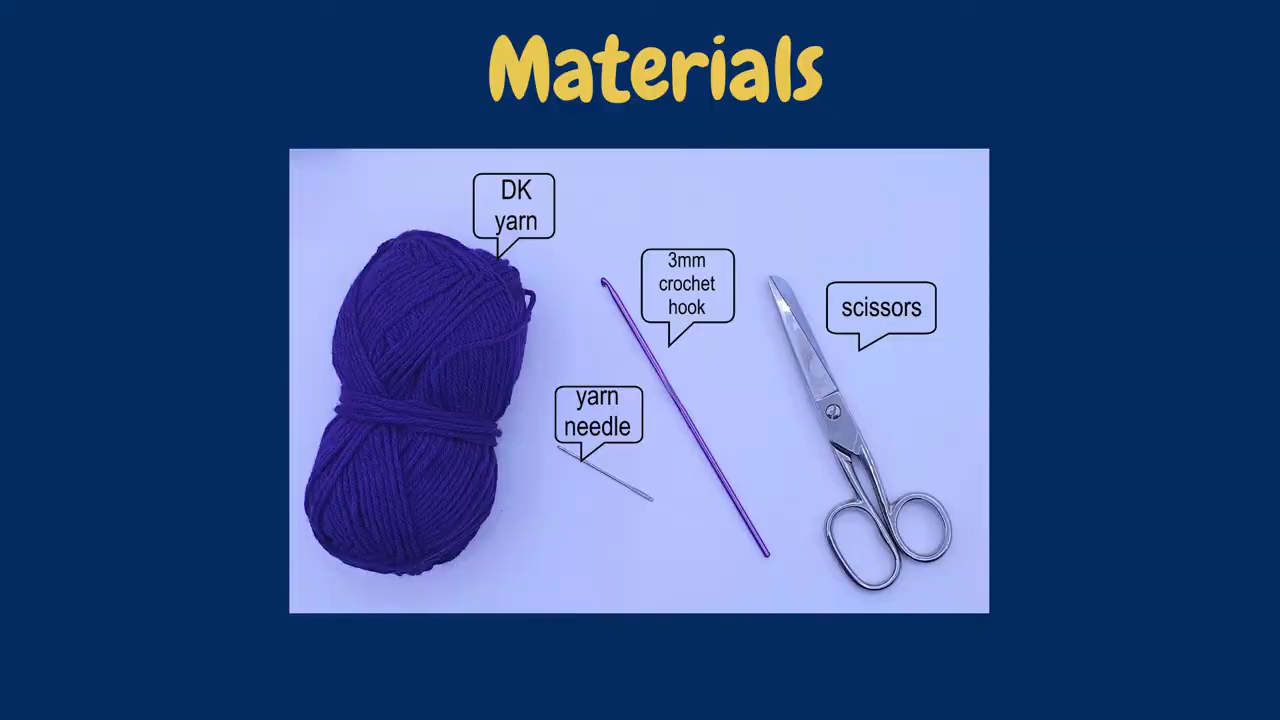 Materials
DK
yarn
3mm
crochet
hook
scissors
yarn
needle